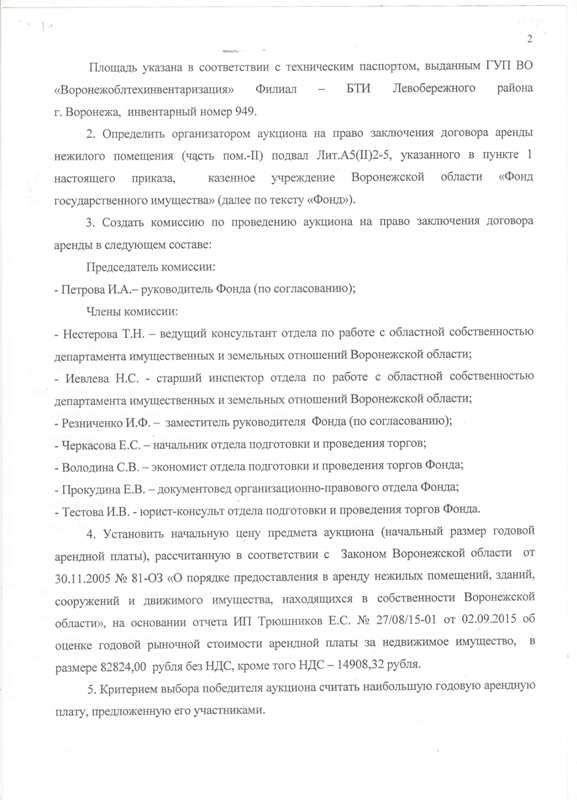 2
Площадь указана в соответствии с техническим паспортом, выданным ГУП ВО
«Воронежоблтехинвентаризация» Филиал – БТИ Левобережного района
г. Воронежа, инвентарный номер 949.
2. Определить организатором аукциона на право заключения договора аренды
нежилого помещения (часть пом.-II) подвал Лит.А5(II)2-5, указанного в пункте 1
настоящего приказа, казенное учреждение Воронежской области «Фонд
государственного имущества» (далее по тексту «Фонд»).
3. Создать комиссию по проведению аукциона на право заключения договора
аренды в следующем составе:
Председатель комиссии:
- Петрова И.А.– руководитель Фонда (по согласованию);
Члены комиссии:
- Нестерова Т.Н. – ведущий консультант отдела по работе с областной собственностью
департамента имущественных и земельных отношений Воронежской области;
- Иевлева Н.С. - старший инспектор отдела по работе с областной собственностью
департамента имущественных и земельных отношений Воронежской области;
- Резниченко И.Ф. – заместитель руководителя Фонда (по согласованию);
- Черкасова Е.С. – начальник отдела подготовки и проведения торгов;
- Володина С.В. – экономист отдела подготовки и проведения торгов Фонда;
- Прокудина Е.В. – документовед организационно-правового отдела Фонда;
- Тестова И.В. - юрист-консульт отдела подготовки и проведения торгов Фонда.
4. Установить начальную цену предмета аукциона (начальный размер годовой
арендной платы), рассчитанную в соответствии с Законом Воронежской области от
30.11.2005 № 81-ОЗ «О порядке предоставления в аренду нежилых помещений, зданий,
сооружений и движимого имущества, находящихся в собственности Воронежской
области», на основании отчета ИП Трюшников Е.С. № 27/08/15-01 от 02.09.2015 об
оценке годовой рыночной стоимости арендной платы за недвижимое имущество, в
размере 82824,00 рубля без НДС, кроме того НДС – 14908,32 рубля.
5. Критерием выбора победителя аукциона считать наибольшую годовую арендную
плату, предложенную его участниками.